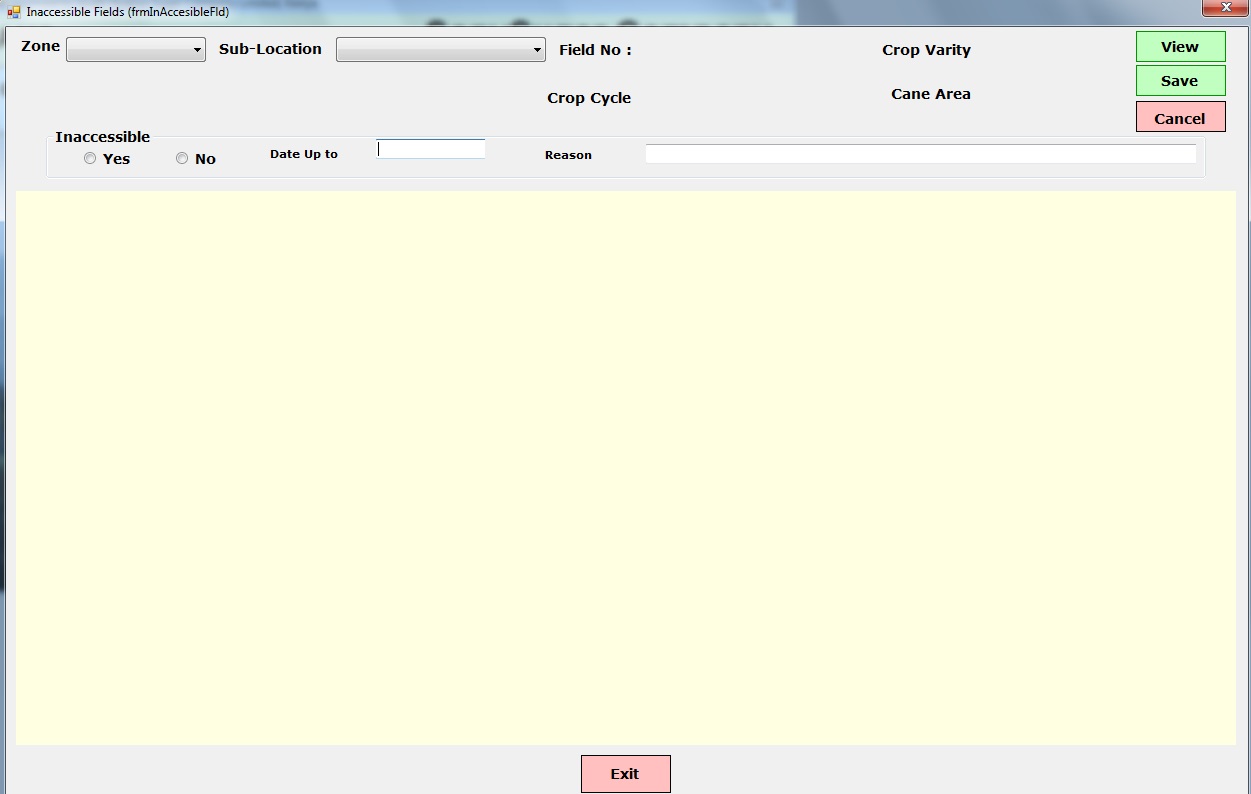 Inaccessible Fields (frmInAccesibleFld)
Zone Sub-Location Field No : Crop Varity View
Crop Cycle Cane Area Save
Cancel
Inaccessible
Yes No Date Up to Reason
Exit